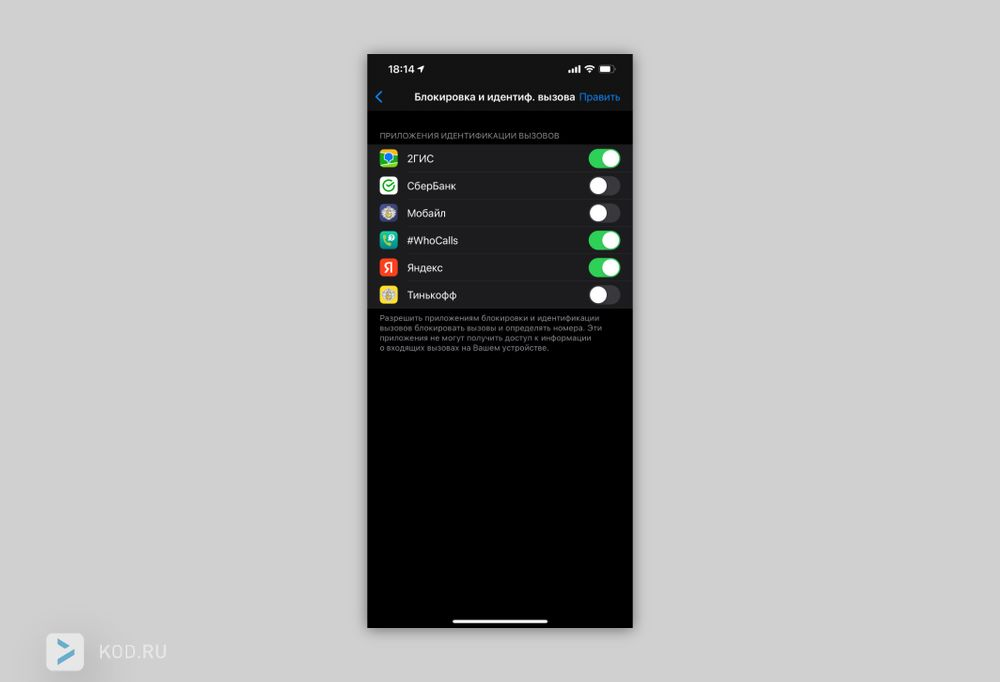 18:14
Блокировка и идентиф. вызова Править
ПРИЛОЖЕНИЯ ИДЕНТИФИКАЦИИ ВЫЗОВОВ
2ГИС
СберБанк
Мобайл
#WhoCalls
Яндекс
Тинькофф
Разрешить приложениям блокировки и идентификации
вызовов блокировать вызовы и определять номера. Эти
приложения не могут получить доступ к информации
о входящих вызовах на Вашем устройстве.
KOD.RU